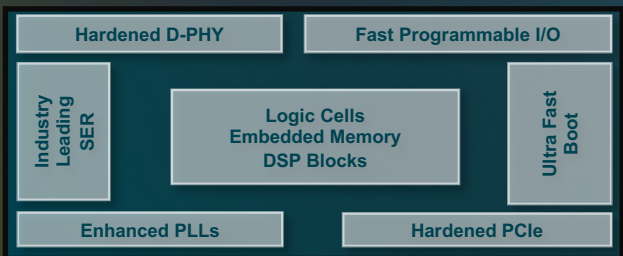 Hardened D-PHY
Fast Programmable I/O
Industry
Leading
SER
Logic Cells
Embedded Memory
DSP Blocks
Ultra Fast
Boot
Enhanced PLLs
Hardened PCIe